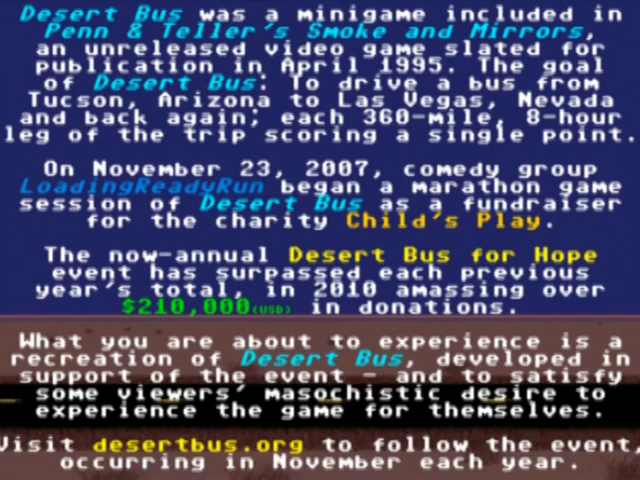 Desert Bus was a minigame included in
Penn & Teller's Smoke and Mirrors,
an unreleased video game slated for
publication in April 1995. The goal
of Desert Bus: To drive a bus from
Tucson, Arizona to Las Vegas, Nevada
and back again; each 360-mile, 8-hour
leg of the trip scoring a single point.
On November 23, 2007, comedy group
LoadingReadyRun began a marathon game
session of Desert Bus as a fundraiser
for the charity Child's Play.
The now-annual Desert Bus for Hope
event has surpassed each previous
year's total, in 2010 amassing over
$210,000(USD) in donations.
What you are about to experience is a
recreation of Desert Bus, developed in
support of the event - and to satisfy
some viewers' masochistic desire to
experience the game for themselves.
Visit desertbus.org to follow the event,
occurring in November each year.